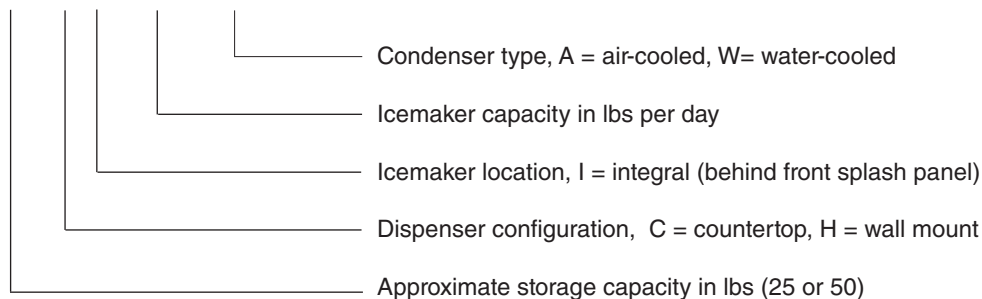 Condenser type, A = air-cooled, W= water-cooled
Icemaker capacity in lbs per day
Icemaker location, I = integral (behind front splash panel)
Dispenser configuration,  C = countertop, H = wall mount
Approximate storage capacity in lbs (25 or 50)